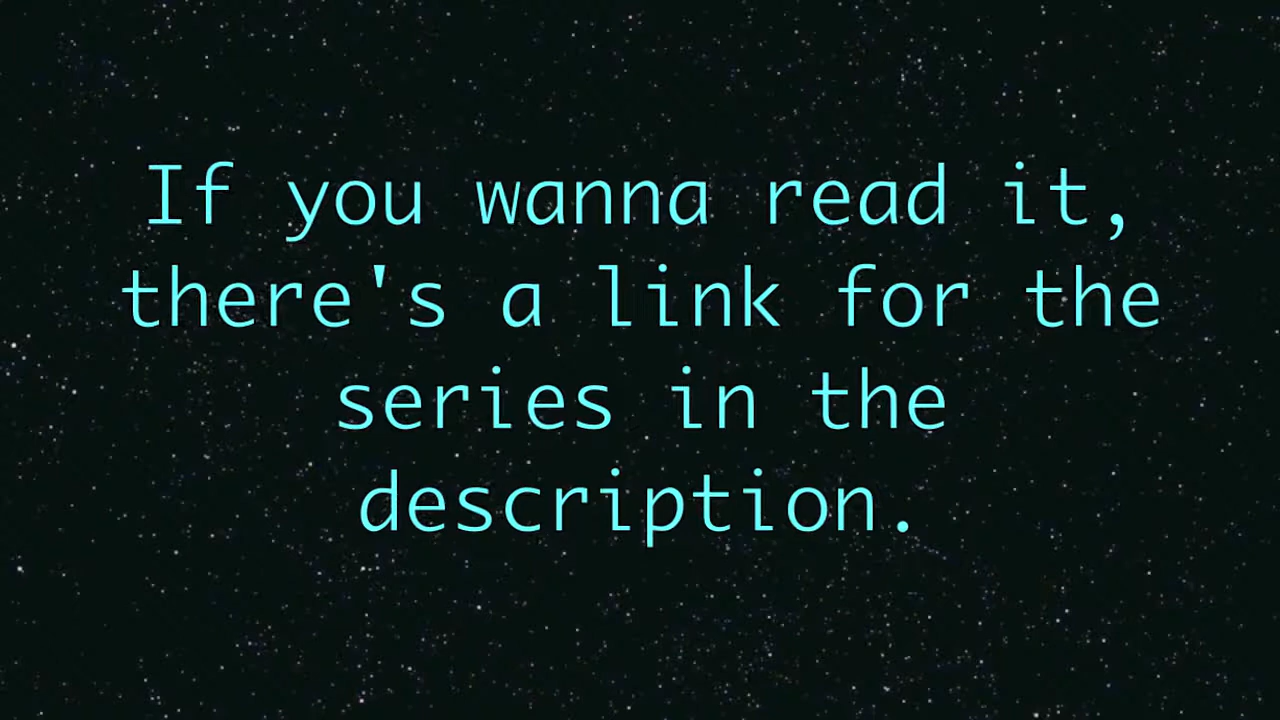 If you wanna read it,
there's a link for the
series in the
description.